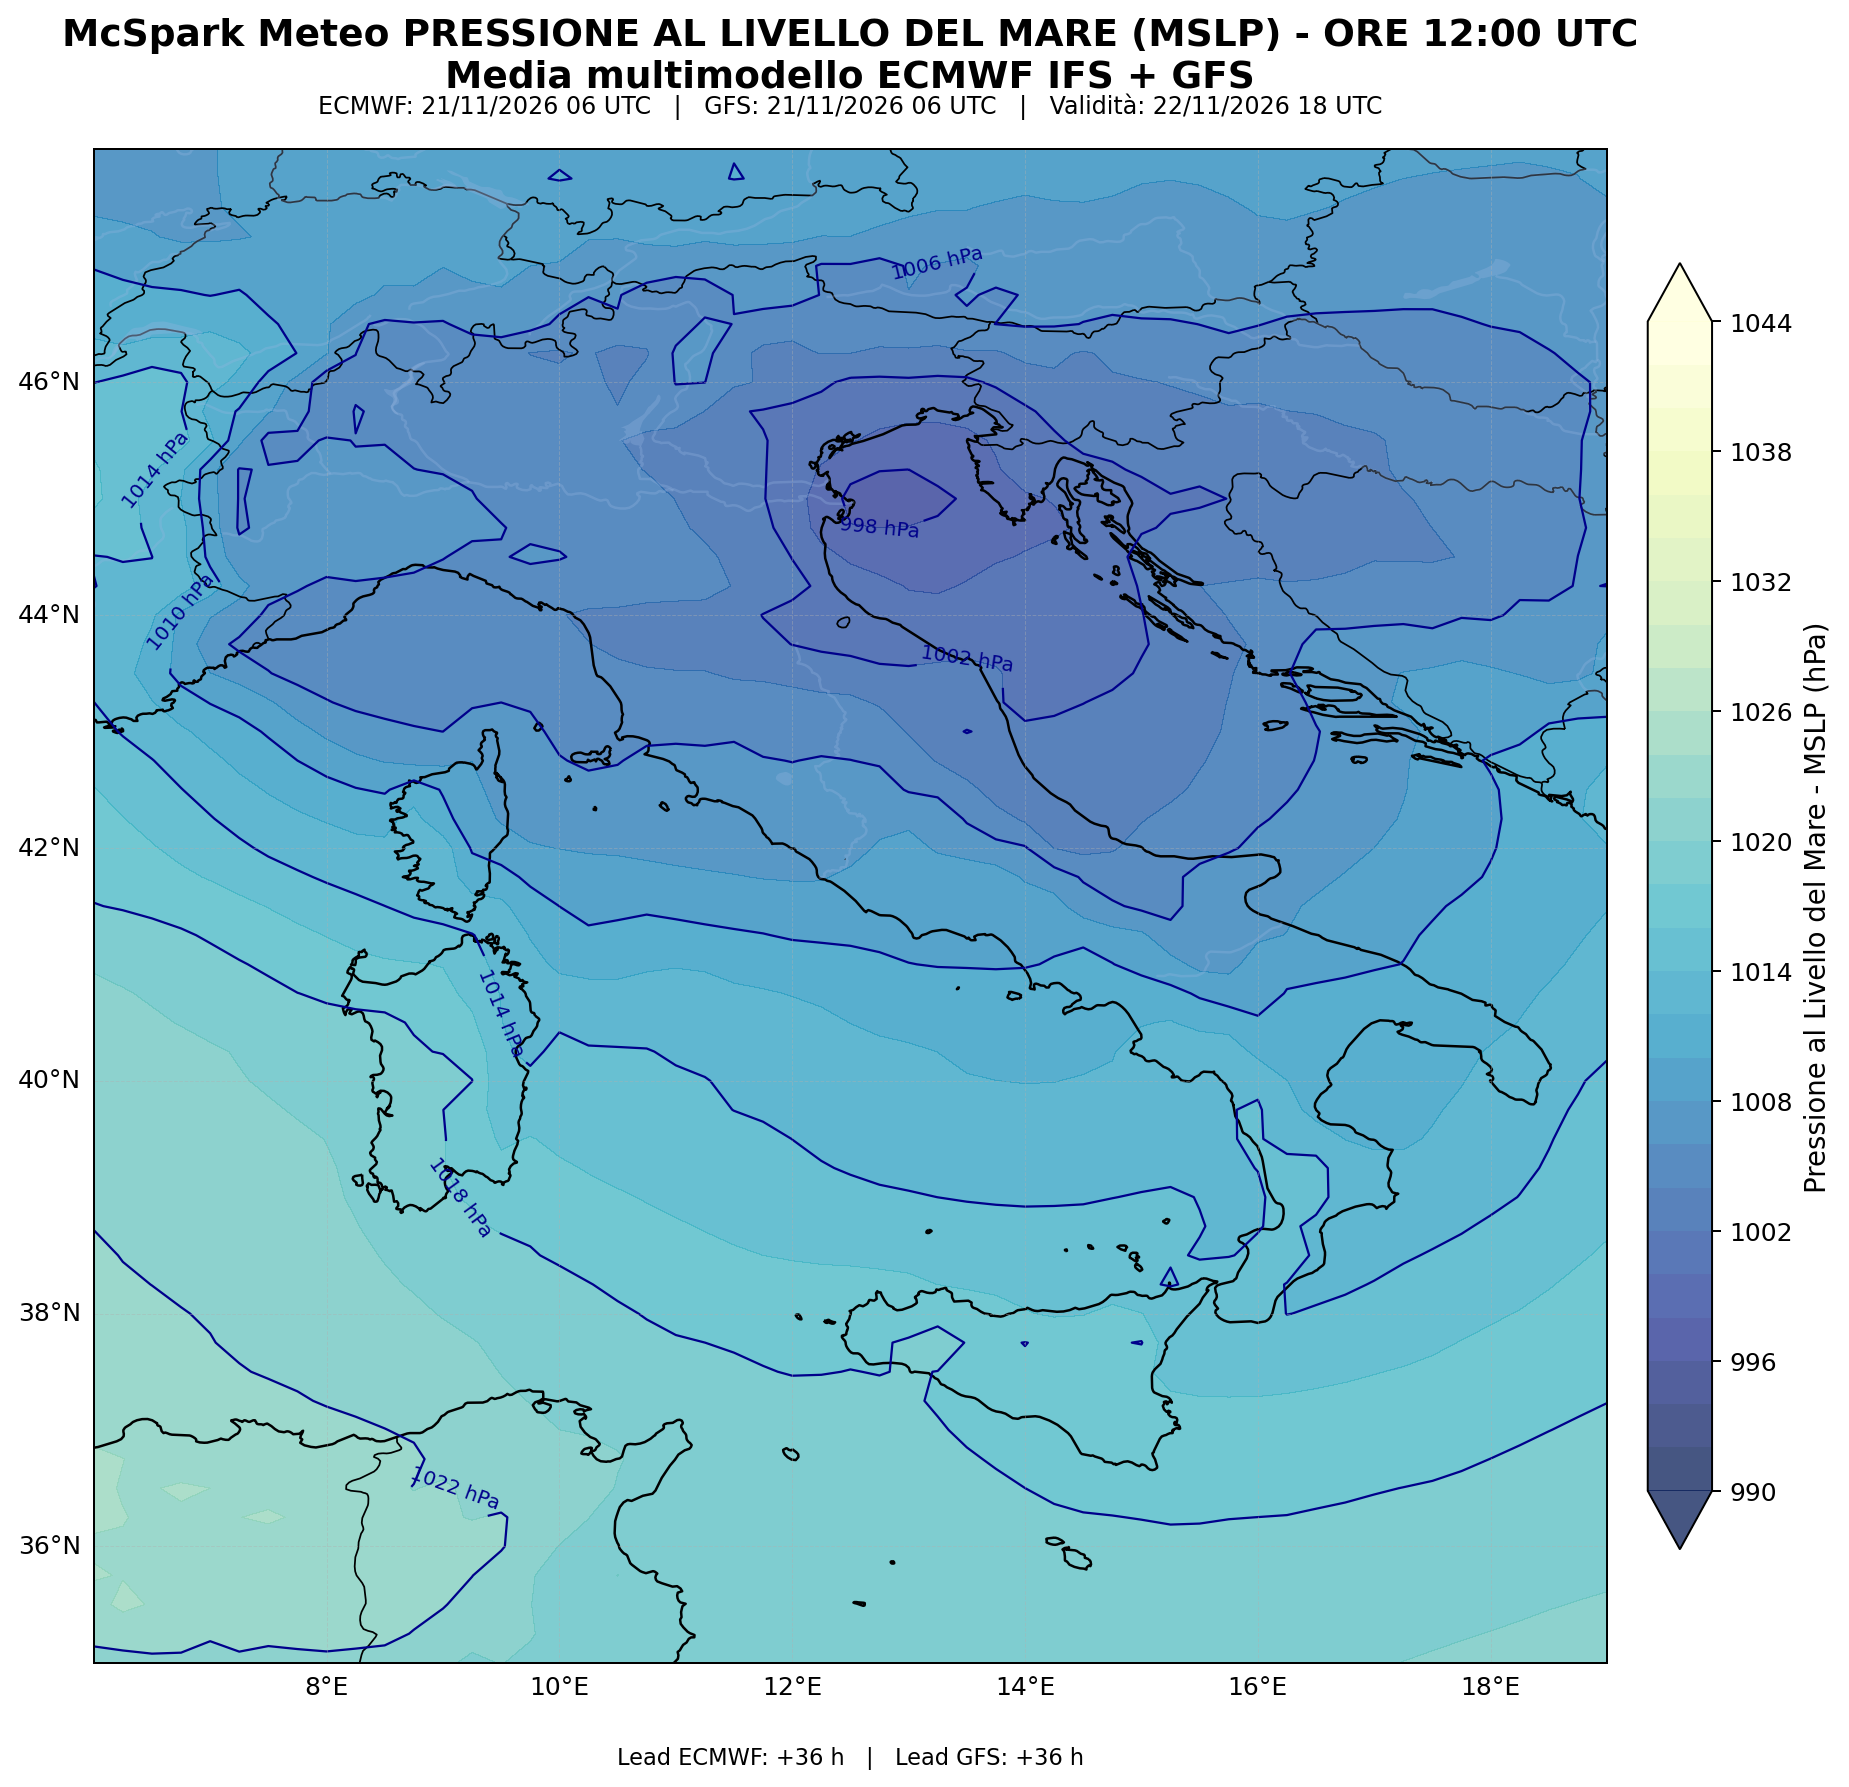 McSpark Meteo PRESSIONE AL LIVELLO DEL MARE (MSLP) - ORE 12:00 UTC
Media multimodello ECMWF IFS + GFS
ECMWF: 21/11/2026 06 UTC | GFS: 21/11/2026 06 UTC | Validità: 22/11/2026 18 UTC
1006 hPa
1014 hPa
998 hPa
1010 hPa
1002 hPa
1014 hPa
1018 hPa
1022 hPa
46°N
44°N
42°N
40°N
38°N
36°N
8°E
10°E
12°E
14°E
16°E
18°E
1044
1038
1032
1026
1020
1014
1008
1002
996
990
Pressione al Livello del Mare - MSLP (hPa)
Lead ECMWF: +36 h | Lead GFS: +36 h